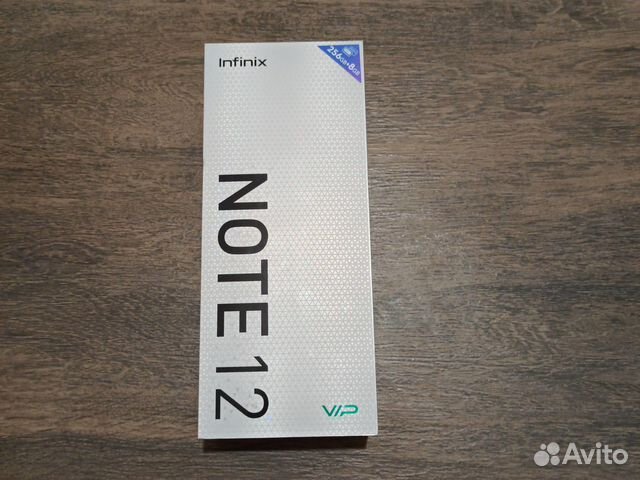 Infinix
256GB+8GB
NOTE 12
VIP
Avito